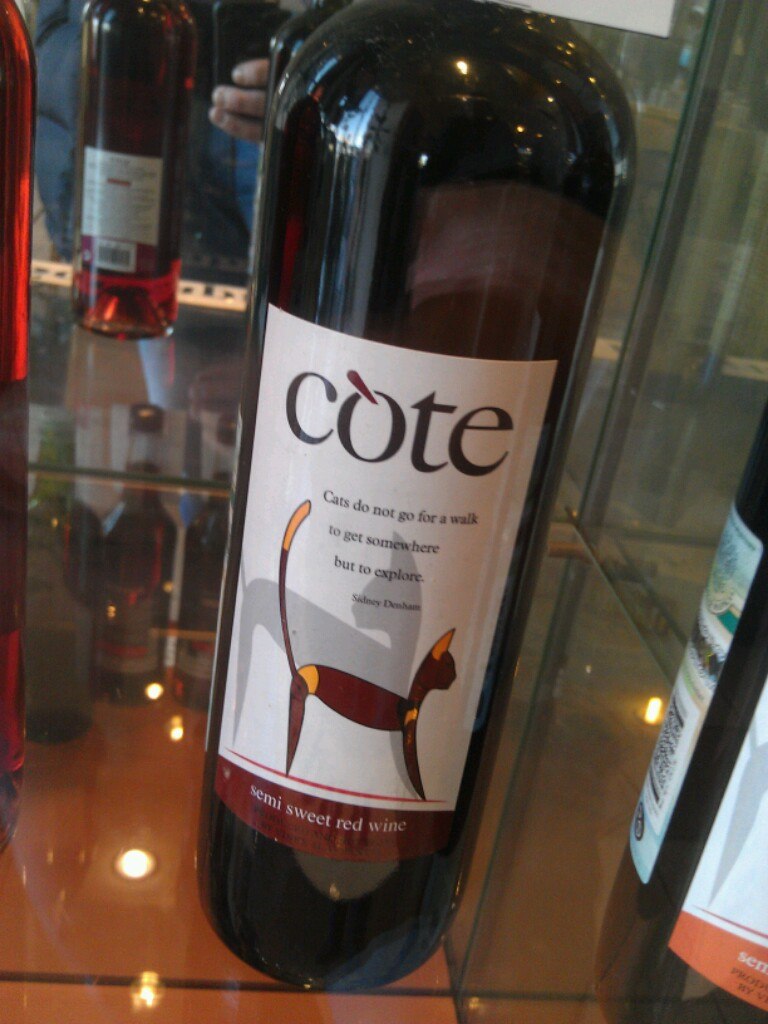 còte
Cats do not go for a walk
to get somewhere
but to explore.
Sidney Denham
semi sweet red wine